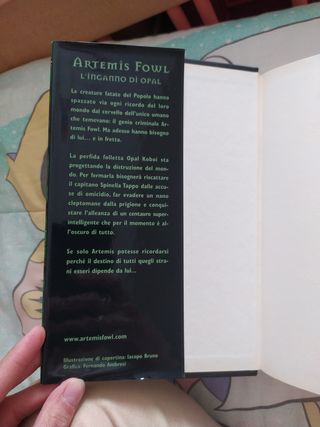 ARTEMIS FOWL
L'INGANNO DI OPAL
Le creature fatate del Popolo hanno
spazzato via ogni ricordo del loro
mondo dal cervello dell'unico umano
che temevano: il genio criminale Ar-
temis Fowl. Ma adesso hanno bisogno
di lui... e in fretta.
La perfida folletta Opal Koboi sta
progettando la distruzione del mon-
do. Per fermarla bisognerà riscattare
il capitano Spinella Tappo dalle accu-
se di omicidio, far evadere un nano
cleptomane dalla prigione e conqui-
stare l'alleanza di un centauro super-
intelligente che per il momento è al-
l'oscuro di tutto.
Se solo Artemis potesse ricordarsi
perché il destino di tutti quegli stra-
ni esseri dipende da lui...
www.artemisfowl.com
Illustrazione di copertina: Iacopo Bruno
Grafica: Fernando Ambrosi